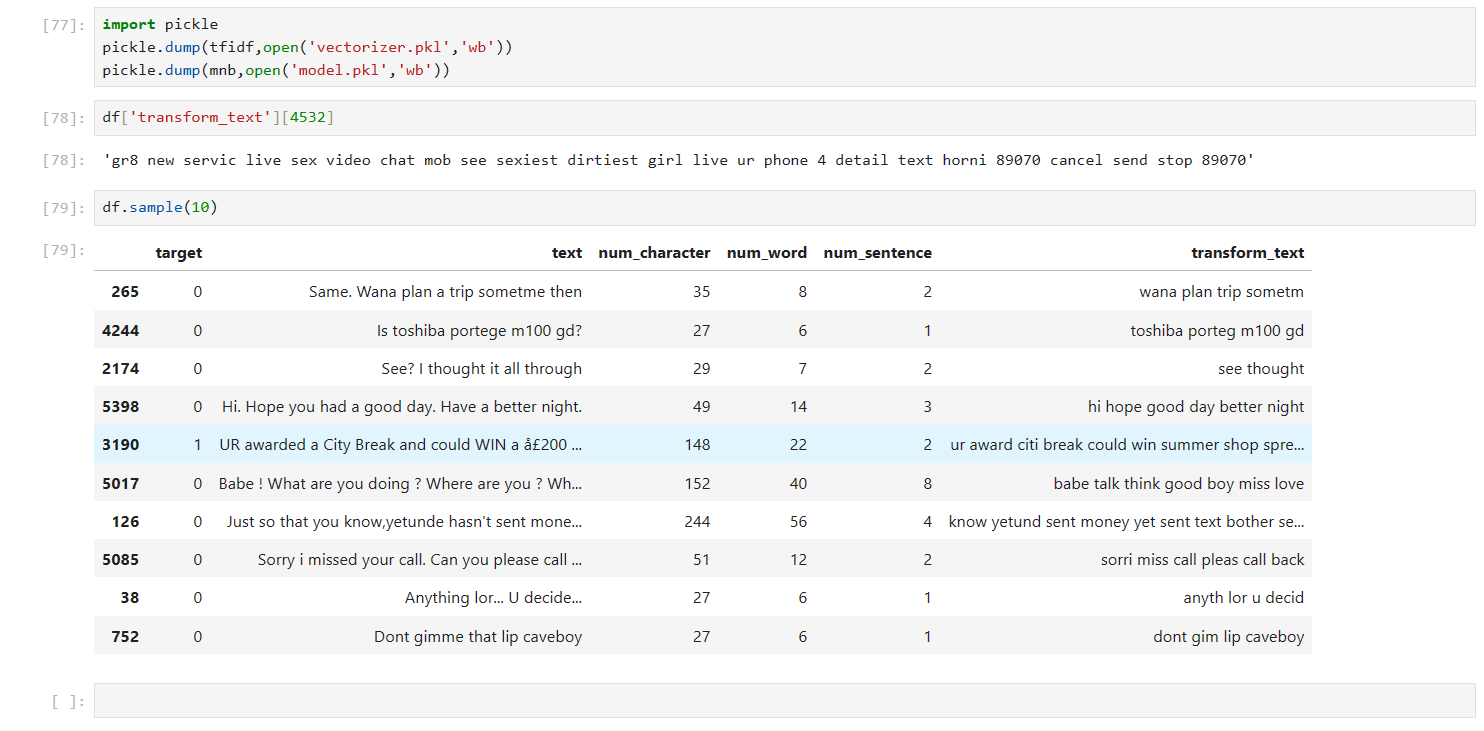 [77]: import pickle
pickle.dump(tfidf,open('vectorizer.pkl','wb'))
pickle.dump(mnb,open('model.pkl','wb'))
[78]: df['transform_text'][4532]
[78]: 'gr8 new servic live sex video chat mob see sexiest dirtiest girl live ur phone 4 detail text horni 89070 cancel send stop 89070'
[79]: df.sample(10)
[79]:
target text num_character num_word num_sentence transform_text
265 0 Same. Wana plan a trip sometme then 35 8 2 wana plan trip sometm
4244 0 Is toshiba portege m100 gd? 27 6 1 toshiba porteg m100 gd
2174 0 See? I thought it all through 29 7 2 see thought
5398 0 Hi. Hope you had a good day. Have a better night. 49 14 3 hi hope good day better night
3190 1 UR awarded a City Break and could WIN a å£200 ... 148 22 2 ur award citi break could win summer shop spre...
5017 0 Babe ! What are you doing ? Where are you ? Wh... 152 40 8 babe talk think good boy miss love
126 0 Just so that you know,yetunde hasn't sent mone... 244 56 4 know yetund sent money yet sent text bother se...
5085 0 Sorry i missed your call. Can you please call ... 51 12 2 sorri miss call pleas call back
38 0 Anything lor... U decide... 27 6 1 anyth lor u decid
752 0 Dont gimme that lip caveboy 27 6 1 dont gim lip caveboy
[ ]: